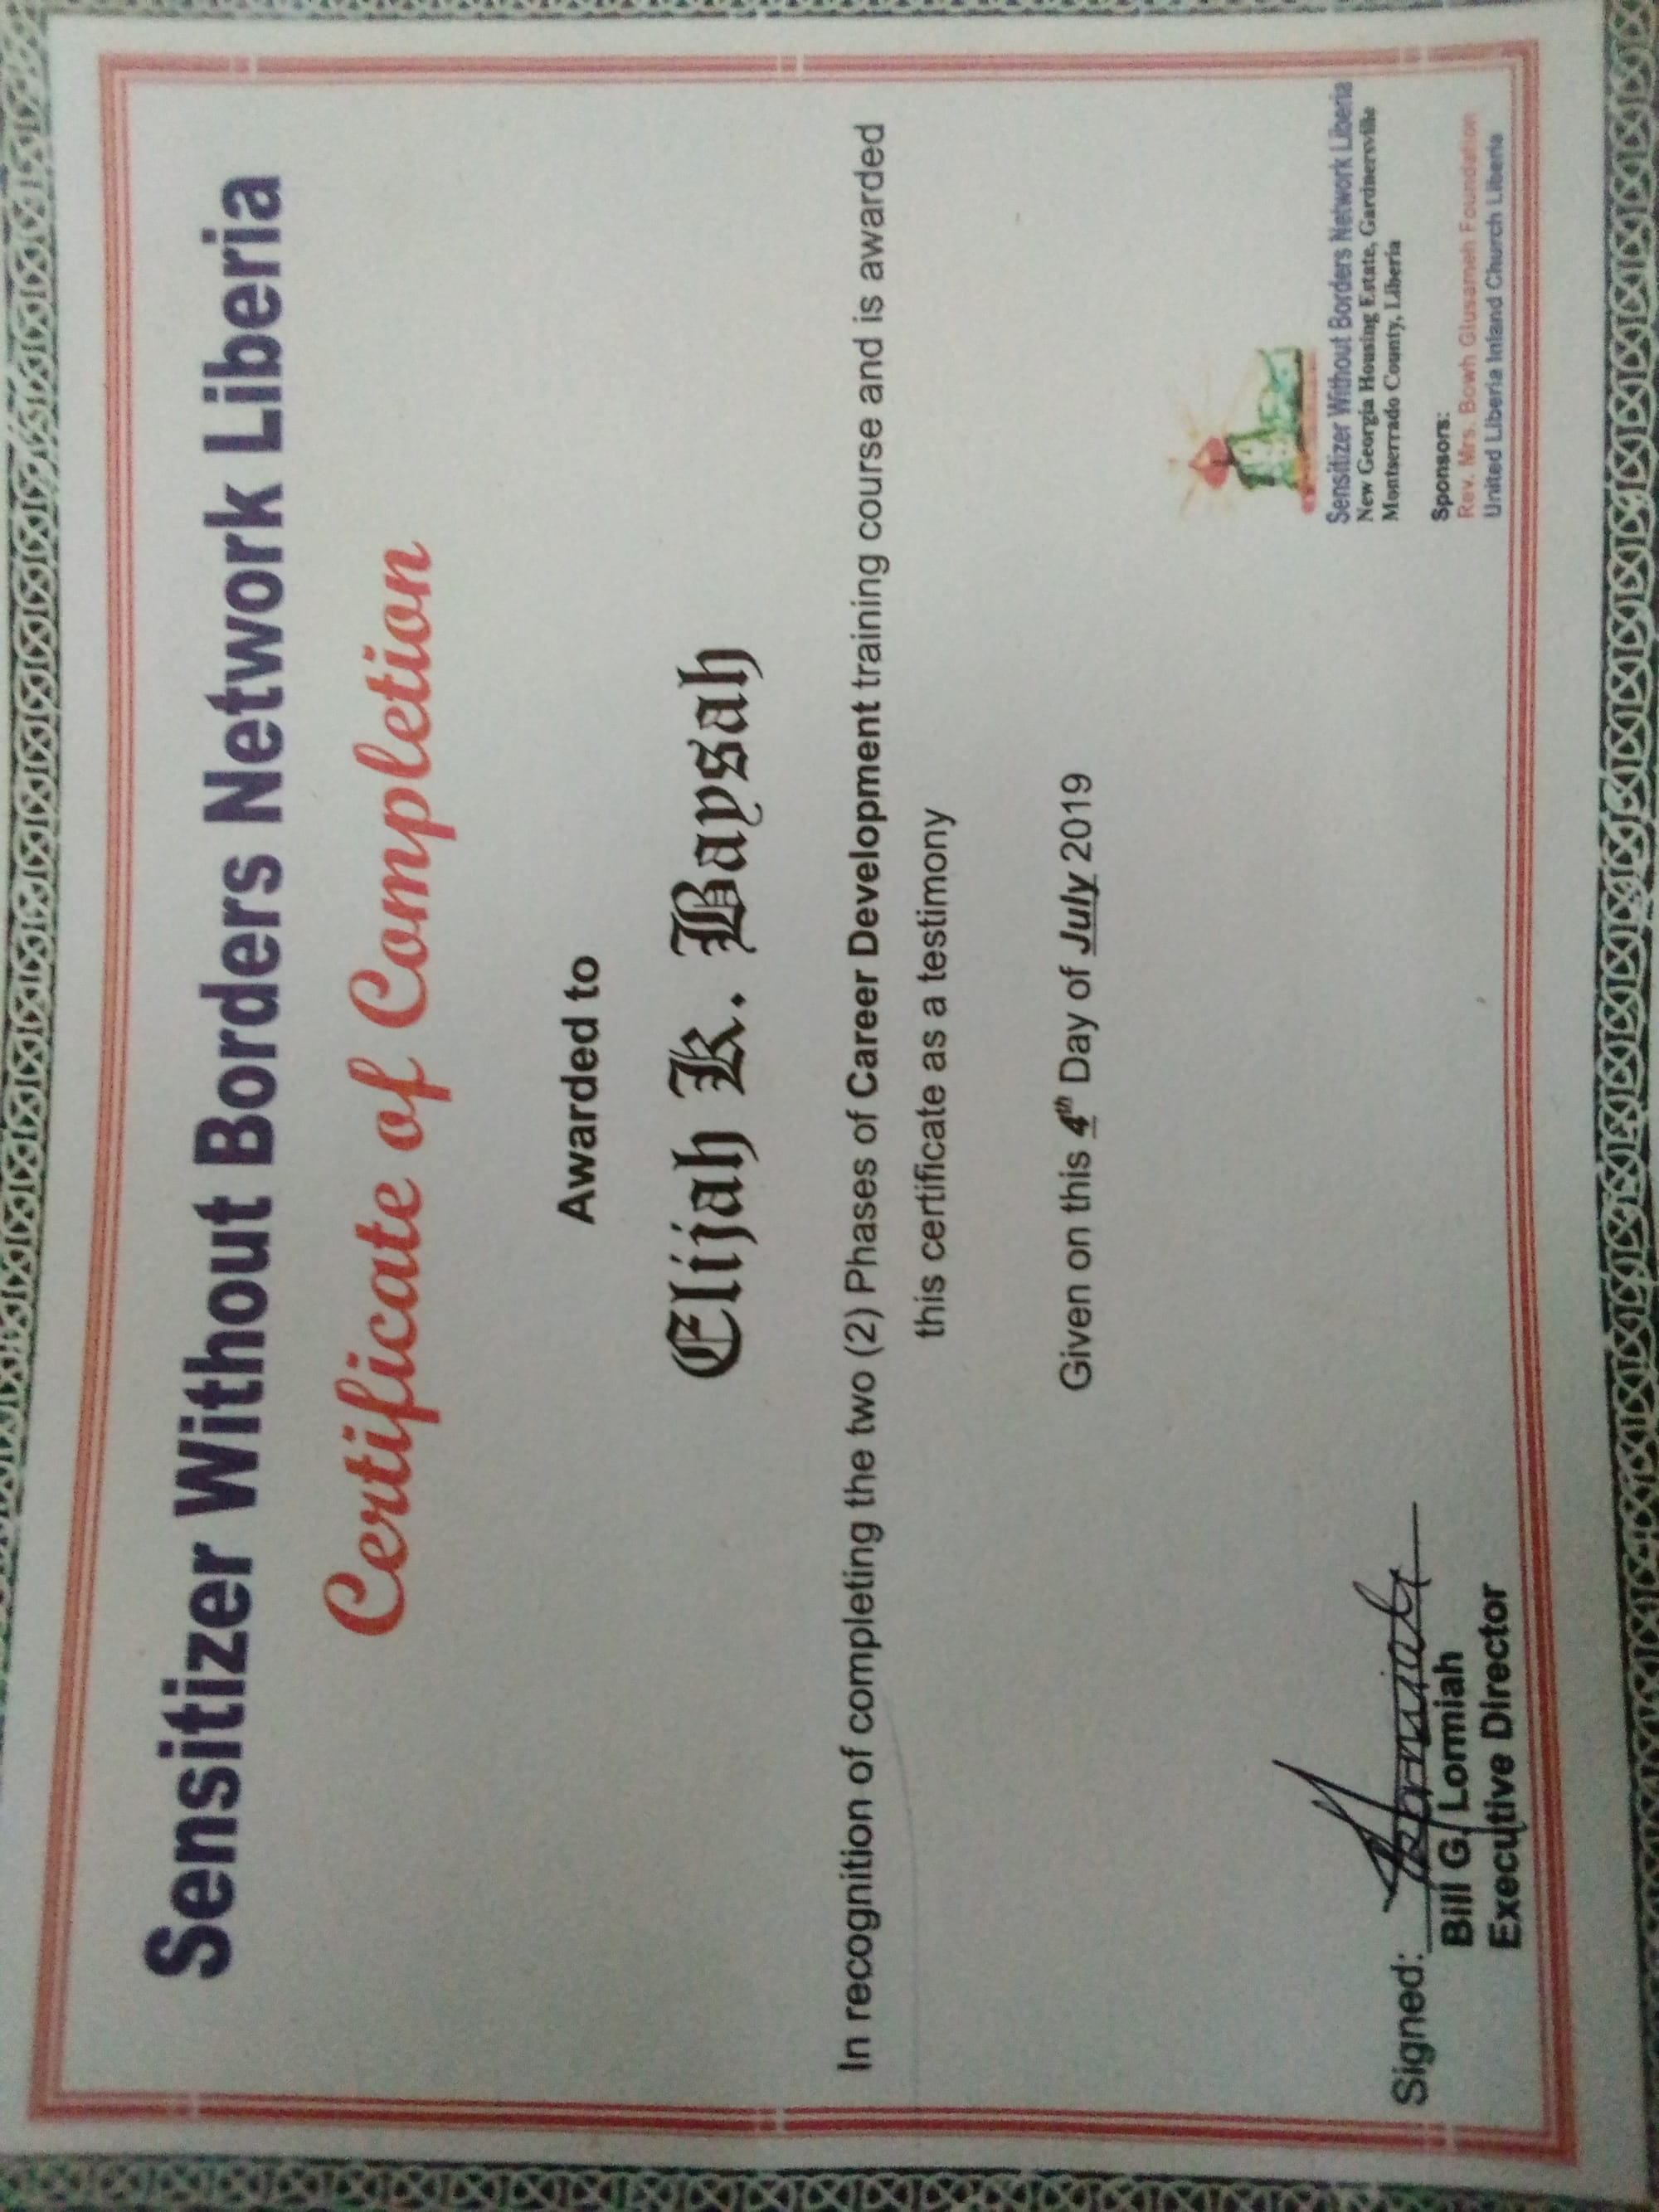 Sensitizer Without Borders Network Liberia
Certificate of Completion
Awarded to
Elijah K. Baysah
In recognition of completing the two (2) Phases of Career Development training course and is awarded
this certificate as a testimony
Given on this 4th Day of July 2019
Signed:
Bill G. Lormiah
Executive Director
Sensitizer Without Borders Network Liberia
New Georgia Housing Estate, Gardnersville
Montserrado County, Liberia
Sponsors:
Rev. Mrs. Bowh Glusameh Foundation
United Liberia Inland Church Liberia